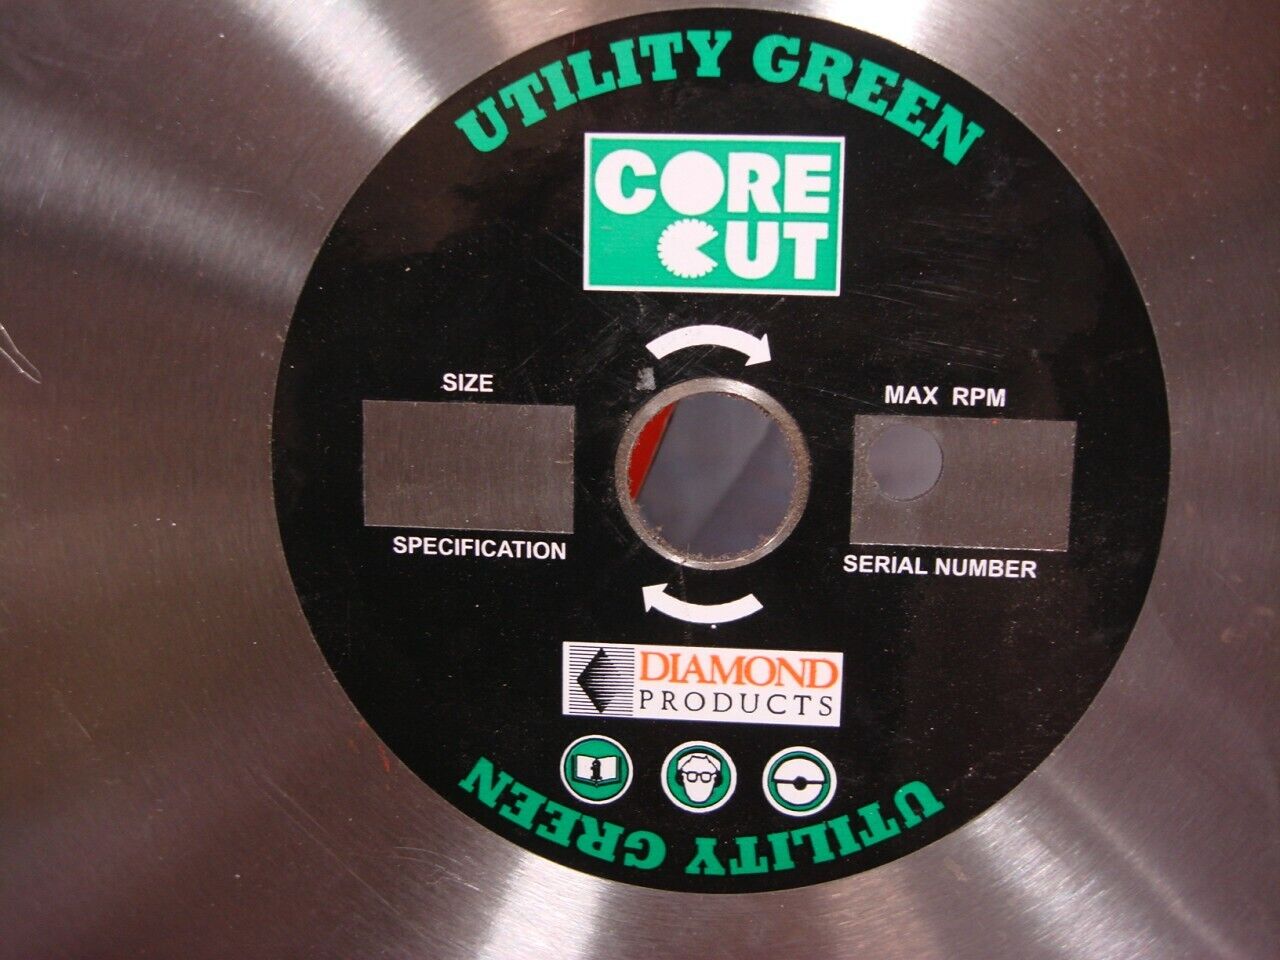 UTILITY GREEN
CORE
CUT
SIZE
MAX RPM
SPECIFICATION
SERIAL NUMBER
DIAMOND
PRODUCTS
UTILITY GREEN